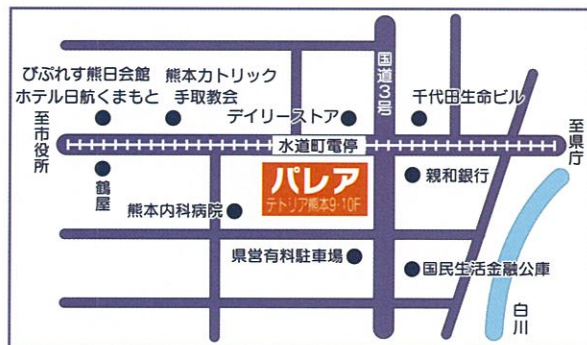 国道3号
びぷれす熊日会館
熊本カトリック
ホテル日航くまもと
手取教会
デイリーストア
千代田生命ビル
至市役所
水道町電停
至県庁
鶴屋
パレア
テトリア熊本9・10F
親和銀行
熊本内科病院
県営有料駐車場
国民生活金融公庫
白川